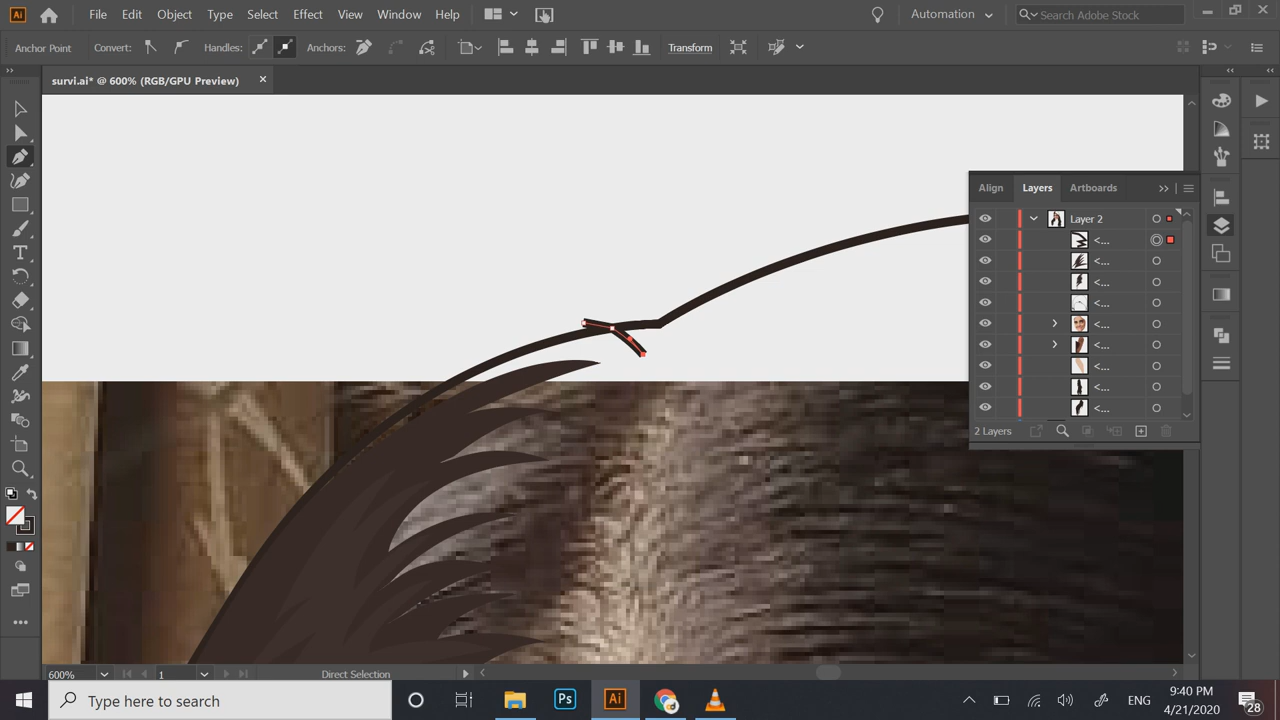 Ai File Edit Object Type Select Effect View Window Help Automation Search Adobe Stock
Anchor Point Convert: Handles: Anchors: Transform
survi.ai* @ 600% (RGB/GPU Preview)
Align Layers Artboards
Layer 2
<...
<...
<...
<...
<...
<...
<...
<...
<...
2 Layers
600% 1 Direct Selection
Type here to search Ps Ai ENG 9:40 PM
4/21/2020 28